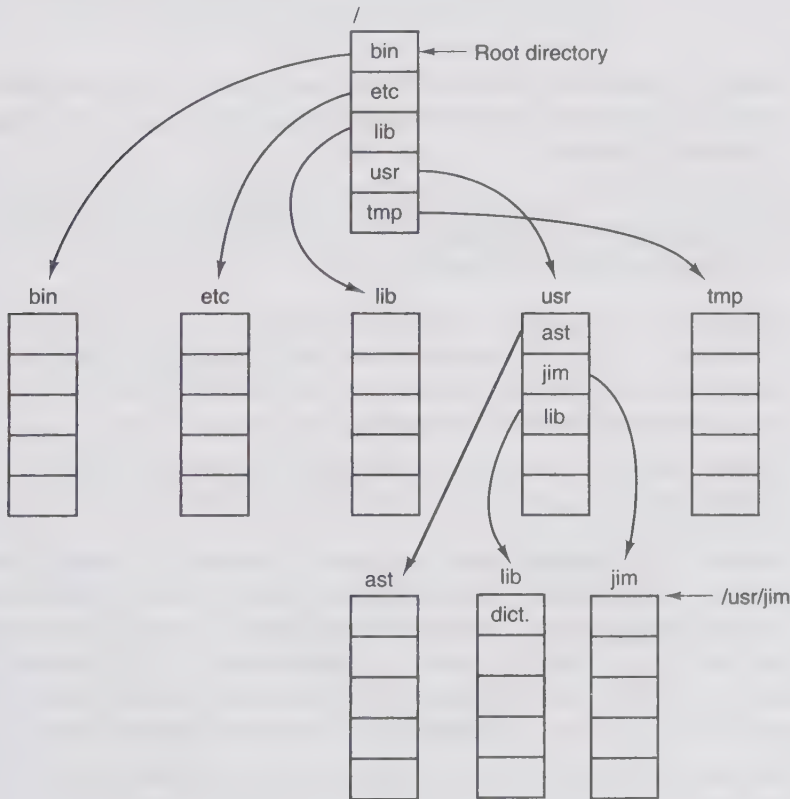 /
bin
Root directory
etc
lib
usr
tmp
bin etc lib usr tmp
ast
jim
lib
ast lib jim
/usr/jim
dict.